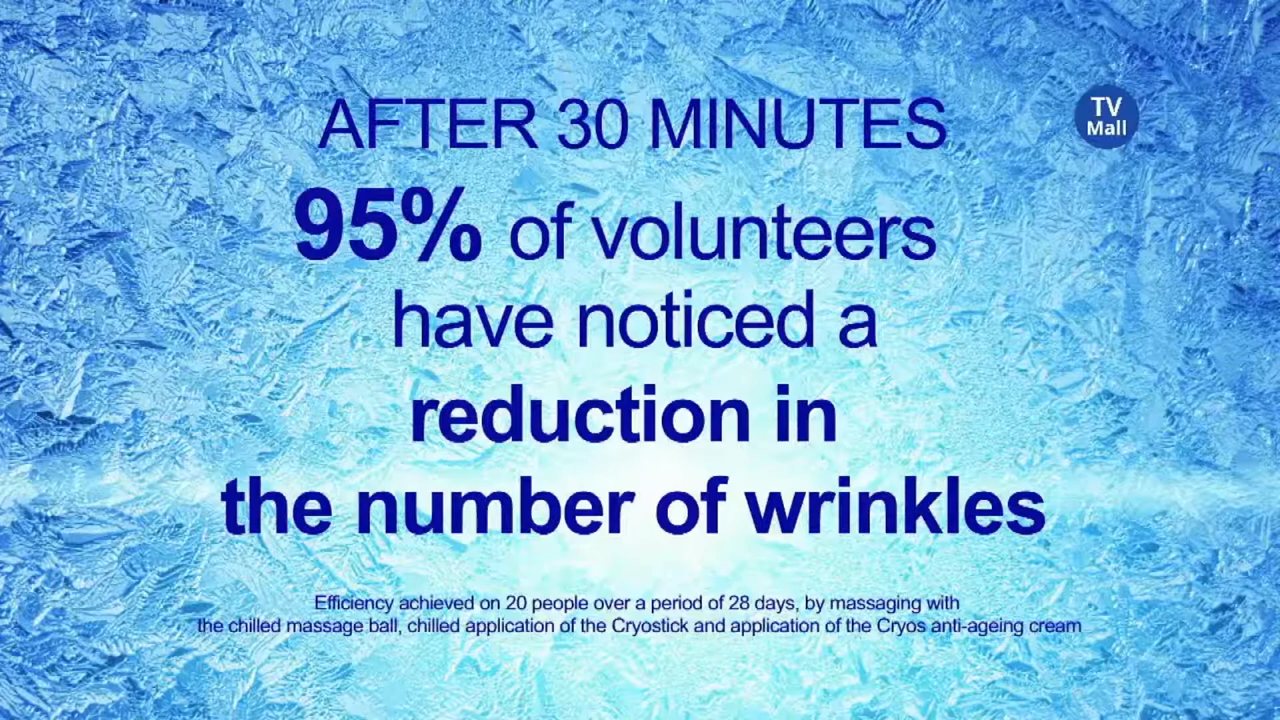 AFTER 30 MINUTES
TV
Mall
95% of volunteers
have noticed a
reduction in
the number of wrinkles
Efficiency achieved on 20 people over a period of 28 days, by massaging with
the chilled massage ball, chilled application of the Cryostick and application of the Cryos anti-ageing cream